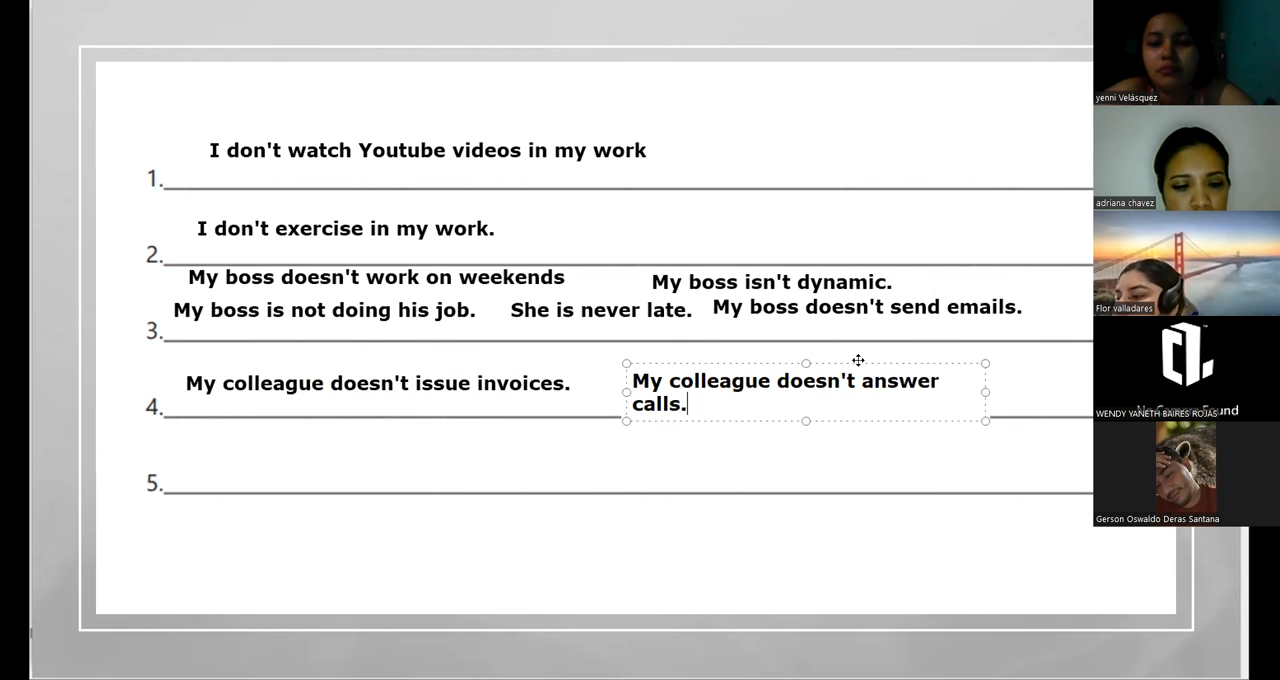 I don't watch Youtube videos in my work
1.
I don't exercise in my work.
2.
My boss doesn't work on weekends
My boss isn't dynamic.
My boss is not doing his job.
She is never late.
My boss doesn't send emails.
3.
My colleague doesn't issue invoices.
My colleague doesn't answer
calls.
4.
5.
yenni Velásquez
adriana chavez
Flor valladares
CL
WENDY YANETH BAIRES ROJAS
Found
Gerson Oswaldo Deras Santana